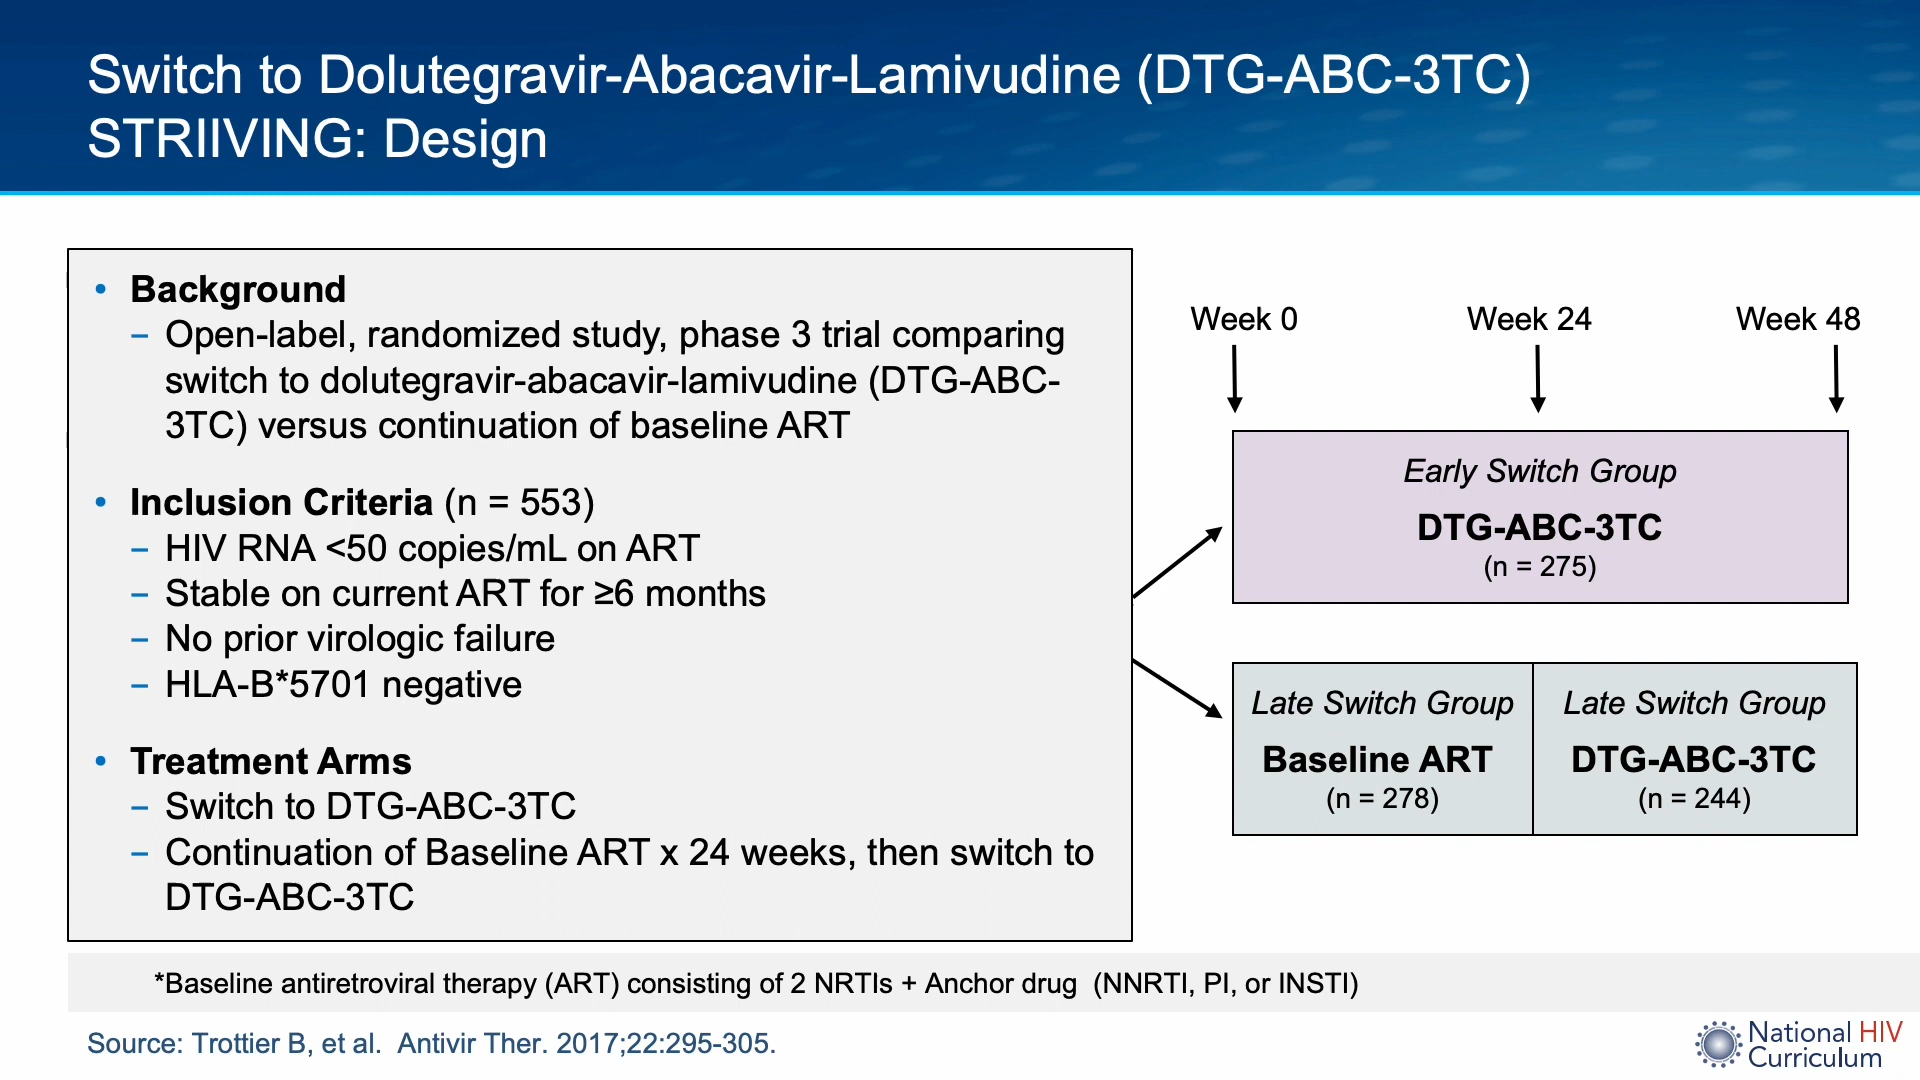 Switch to Dolutegravir-Abacavir-Lamivudine (DTG-ABC-3TC)
STRIIVING: Design
• Background
– Open-label, randomized study, phase 3 trial comparing
switch to dolutegravir-abacavir-lamivudine (DTG-ABC-
3TC) versus continuation of baseline ART
• Inclusion Criteria (n = 553)
– HIV RNA <50 copies/mL on ART
– Stable on current ART for ≥6 months
– No prior virologic failure
– HLA-B*5701 negative
• Treatment Arms
– Switch to DTG-ABC-3TC
– Continuation of Baseline ART x 24 weeks, then switch to
DTG-ABC-3TC
Week 0
Week 24
Week 48
Early Switch Group
DTG-ABC-3TC
(n = 275)
Late Switch Group
Baseline ART
(n = 278)
Late Switch Group
DTG-ABC-3TC
(n = 244)
*Baseline antiretroviral therapy (ART) consisting of 2 NRTIs + Anchor drug (NNRTI, PI, or INSTI)
Source: Trottier B, et al. Antivir Ther. 2017;22:295-305.
National HIV
Curriculum